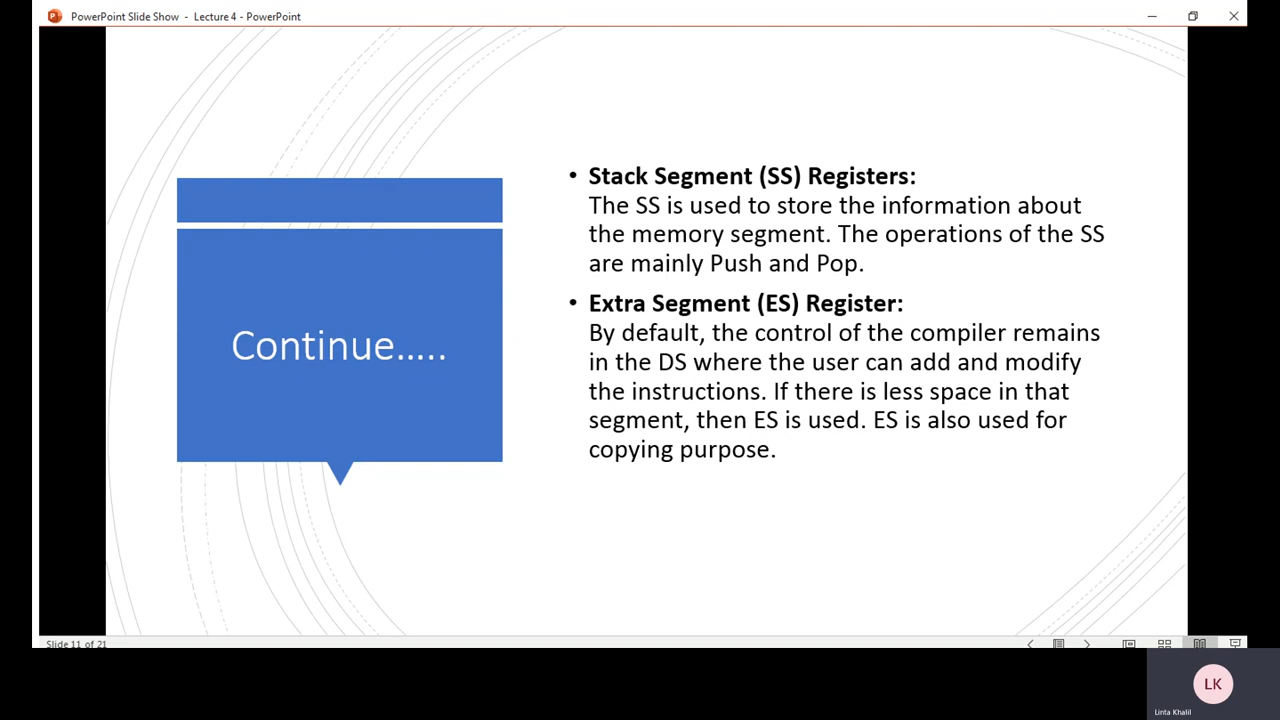 PowerPoint Slide Show - Lecture 4 - PowerPoint
Continue.....
• Stack Segment (SS) Registers:
The SS is used to store the information about
the memory segment. The operations of the SS
are mainly Push and Pop.
• Extra Segment (ES) Register:
By default, the control of the compiler remains
in the DS where the user can add and modify
the instructions. If there is less space in that
segment, then ES is used. ES is also used for
copying purpose.
Slide 11 of 21
LK
Linta Khalil